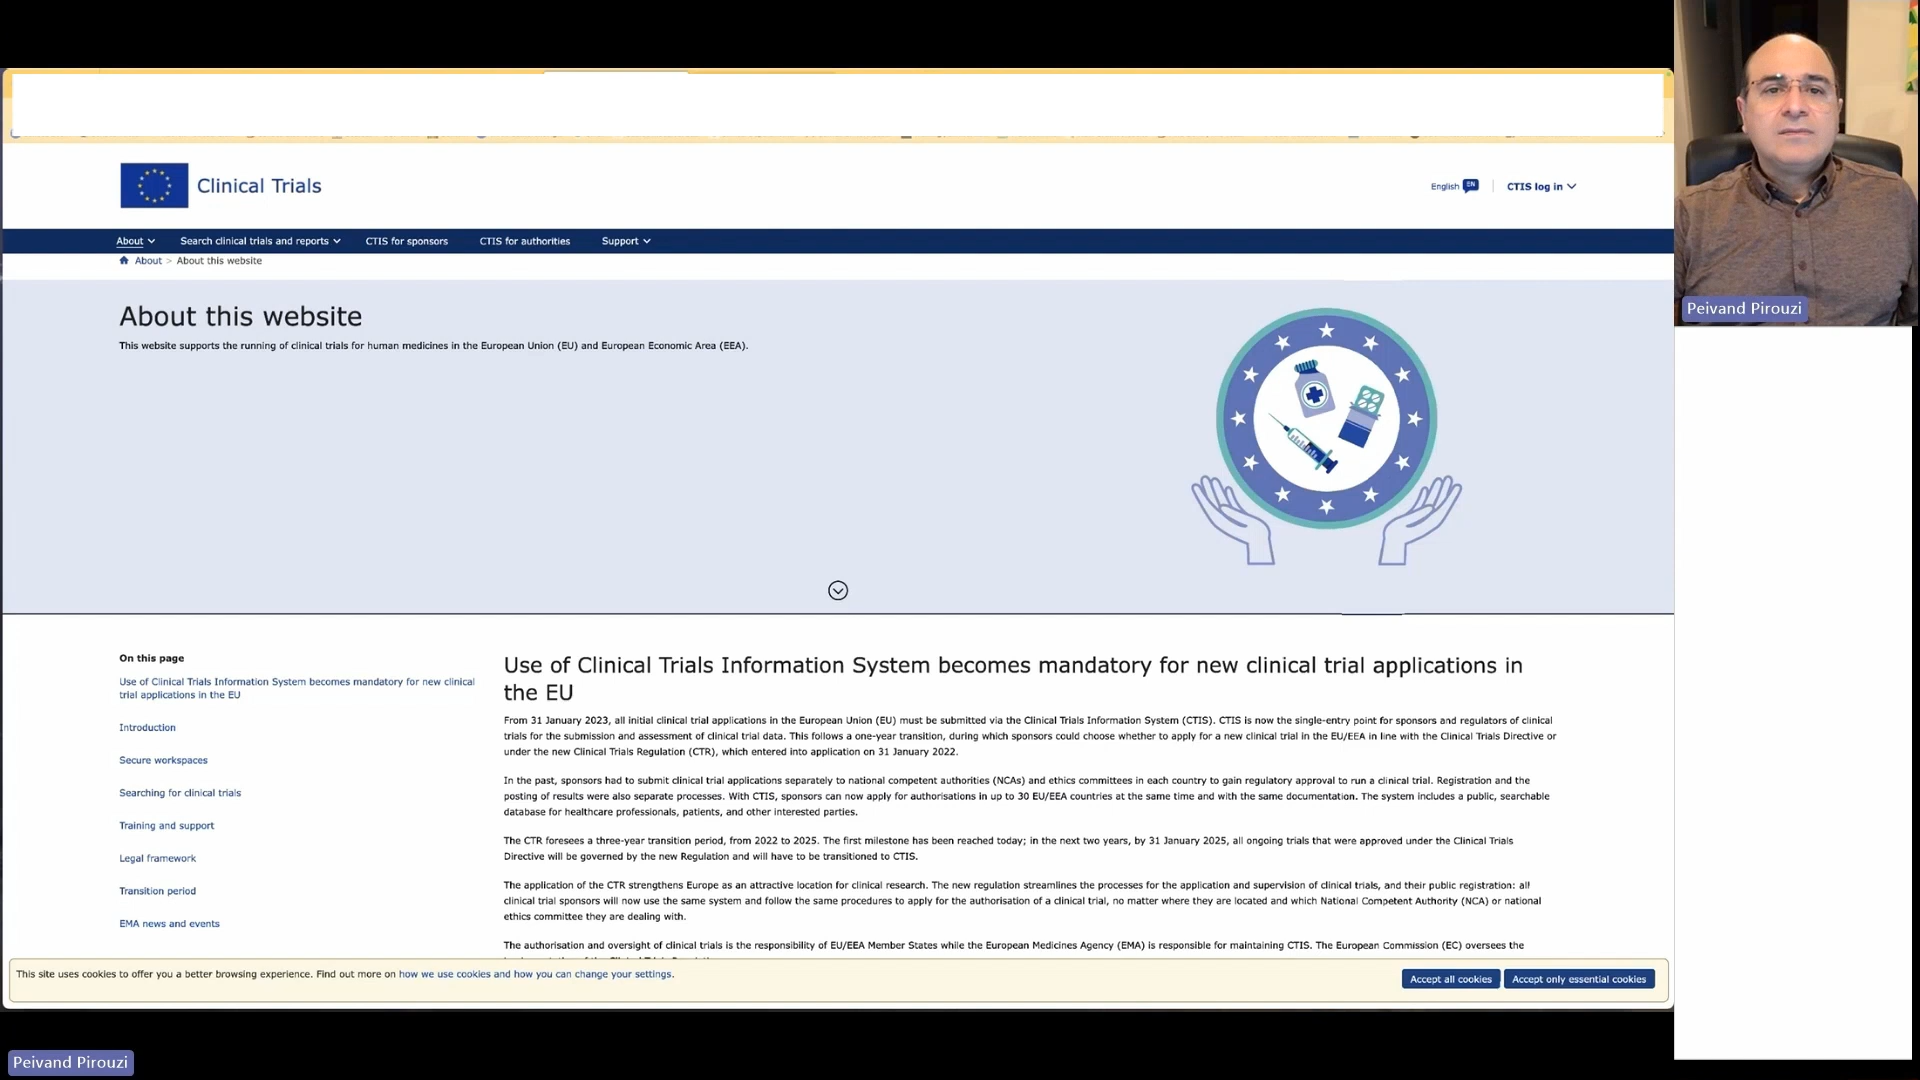 Clinical Trials
English EN
CTIS log in
About
Search clinical trials and reports
CTIS for sponsors
CTIS for authorities
Support
About > About this website
About this website
This website supports the running of clinical trials for human medicines in the European Union (EU) and European Economic Area (EEA).
Peivand Pirouzi
On this page
Use of Clinical Trials Information System becomes mandatory for new clinical
trial applications in the EU
Introduction
Secure workspaces
Searching for clinical trials
Training and support
Legal framework
Transition period
EMA news and events
Use of Clinical Trials Information System becomes mandatory for new clinical trial applications in
the EU
From 31 January 2023, all initial clinical trial applications in the European Union (EU) must be submitted via the Clinical Trials Information System (CTIS). CTIS is now the single-entry point for sponsors and regulators of clinical
trials for the submission and assessment of clinical trial data. This follows a one-year transition, during which sponsors could choose whether to apply for a new clinical trial in the EU/EEA in line with the Clinical Trials Directive or
under the new Clinical Trials Regulation (CTR), which entered into application on 31 January 2022.
In the past, sponsors had to submit clinical trial applications separately to national competent authorities (NCAs) and ethics committees in each country to gain regulatory approval to run a clinical trial. Registration and the
posting of results were also separate processes. With CTIS, sponsors can now apply for authorisations in up to 30 EU/EEA countries at the same time and with the same documentation. The system includes a public, searchable
database for healthcare professionals, patients, and other interested parties.
The CTR foresees a three-year transition period, from 2022 to 2025. The first milestone has been reached today; in the next two years, by 31 January 2025, all ongoing trials that were approved under the Clinical Trials
Directive will be governed by the new Regulation and will have to be transitioned to CTIS.
The application of the CTR strengthens Europe as an attractive location for clinical research. The new regulation streamlines the processes for the application and supervision of clinical trials, and their public registration: all
clinical trial sponsors will now use the same system and follow the same procedures to apply for the authorisation of a clinical trial, no matter where they are located and which National Competent Authority (NCA) or national
ethics committee they are dealing with.
The authorisation and oversight of clinical trials is the responsibility of EU/EEA Member States while the European Medicines Agency (EMA) is responsible for maintaining CTIS. The European Commission (EC) oversees the
This site uses cookies to offer you a better browsing experience. Find out more on how we use cookies and how you can change your settings.
Accept all cookies
Accept only essential cookies
Peivand Pirouzi